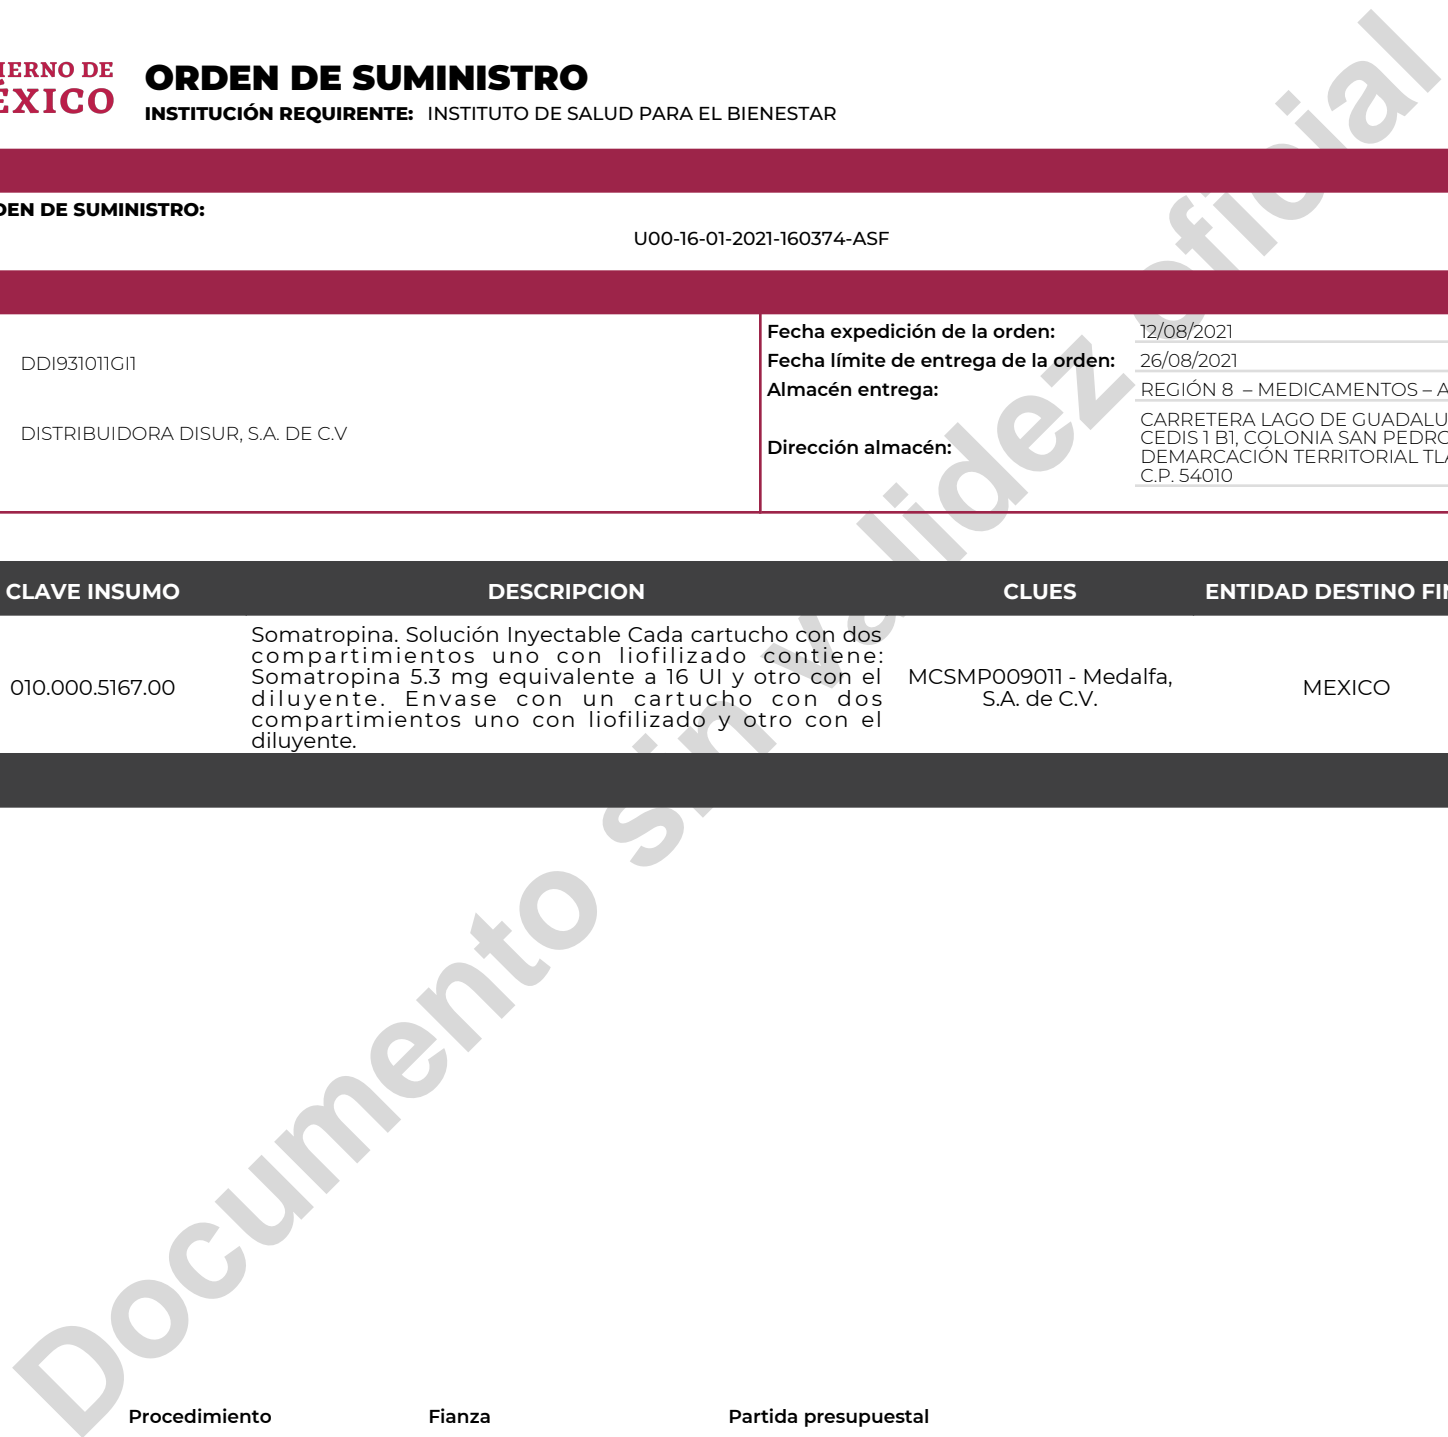 IERNO DE
ÉXICO
ORDEN DE SUMINISTRO
INSTITUCIÓN REQUIRENTE: INSTITUTO DE SALUD PARA EL BIENESTAR
DEN DE SUMINISTRO:
U00-16-01-2021-160374-ASF
DDI931011GI1
DISTRIBUIDORA DISUR, S.A. DE C.V
Fecha expedición de la orden: 12/08/2021
Fecha límite de entrega de la orden: 26/08/2021
Almacén entrega: REGIÓN 8 – MEDICAMENTOS – A
Dirección almacén:
CARRETERA LAGO DE GUADALU
CEDIS 1 B1, COLONIA SAN PEDRO
DEMARCACIÓN TERRITORIAL TLA
C.P. 54010
CLAVE INSUMO DESCRIPCION CLUES ENTIDAD DESTINO FIN
010.000.5167.00
Somatropina. Solución Inyectable Cada cartucho con dos
compartimientos uno con liofilizado contiene:
Somatropina 5.3 mg equivalente a 16 UI y otro con el
diluyente. Envase con un cartucho con dos
compartimientos uno con liofilizado y otro con el
diluyente.
MCSMP009011 - Medalfa,
S.A. de C.V.
MEXICO
Documento sin validez oficial
Procedimiento Fianza Partida presupuestal